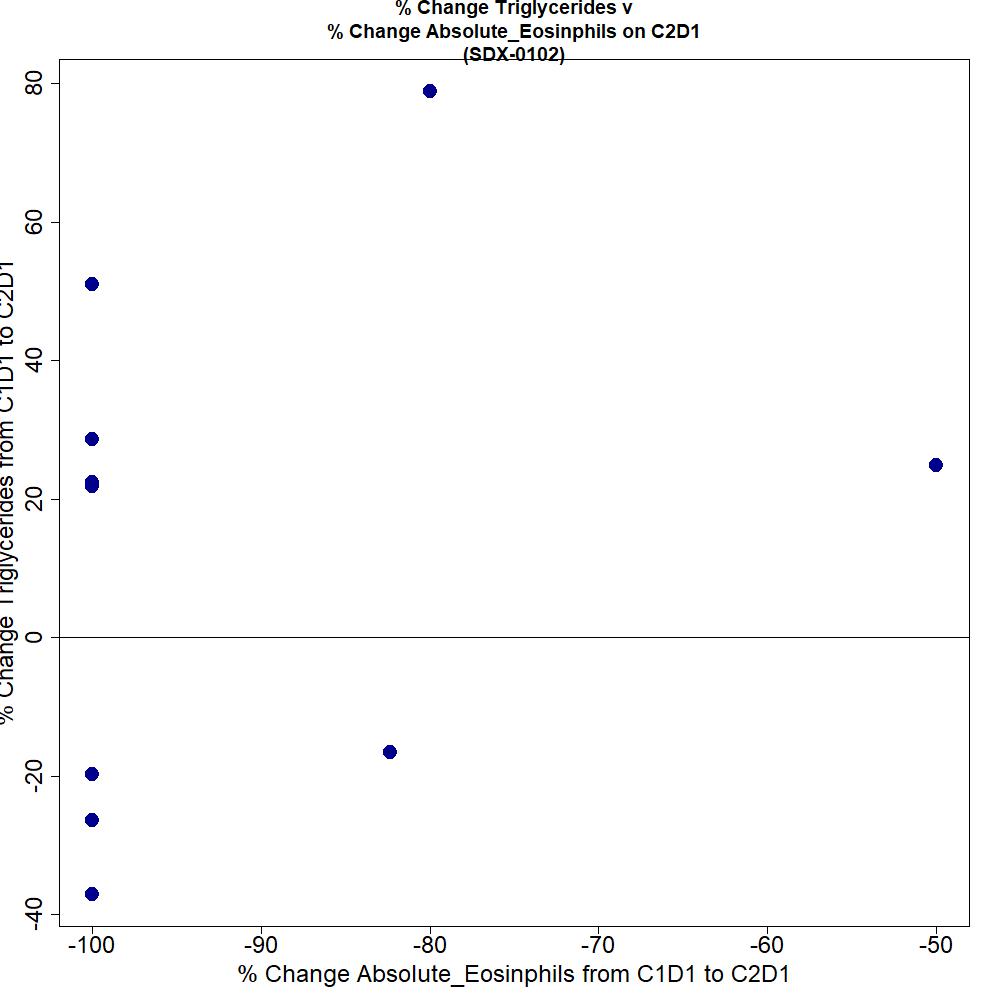 % Change Triglycerides v
% Change Absolute_Eosinphils on C2D1
(SDX-0102)
% Change Triglycerides from C1D1 to C2D1
80
60
40
20
0
-20
-40
-100
-90
-80
-70
-60
-50
% Change Absolute_Eosinphils from C1D1 to C2D1